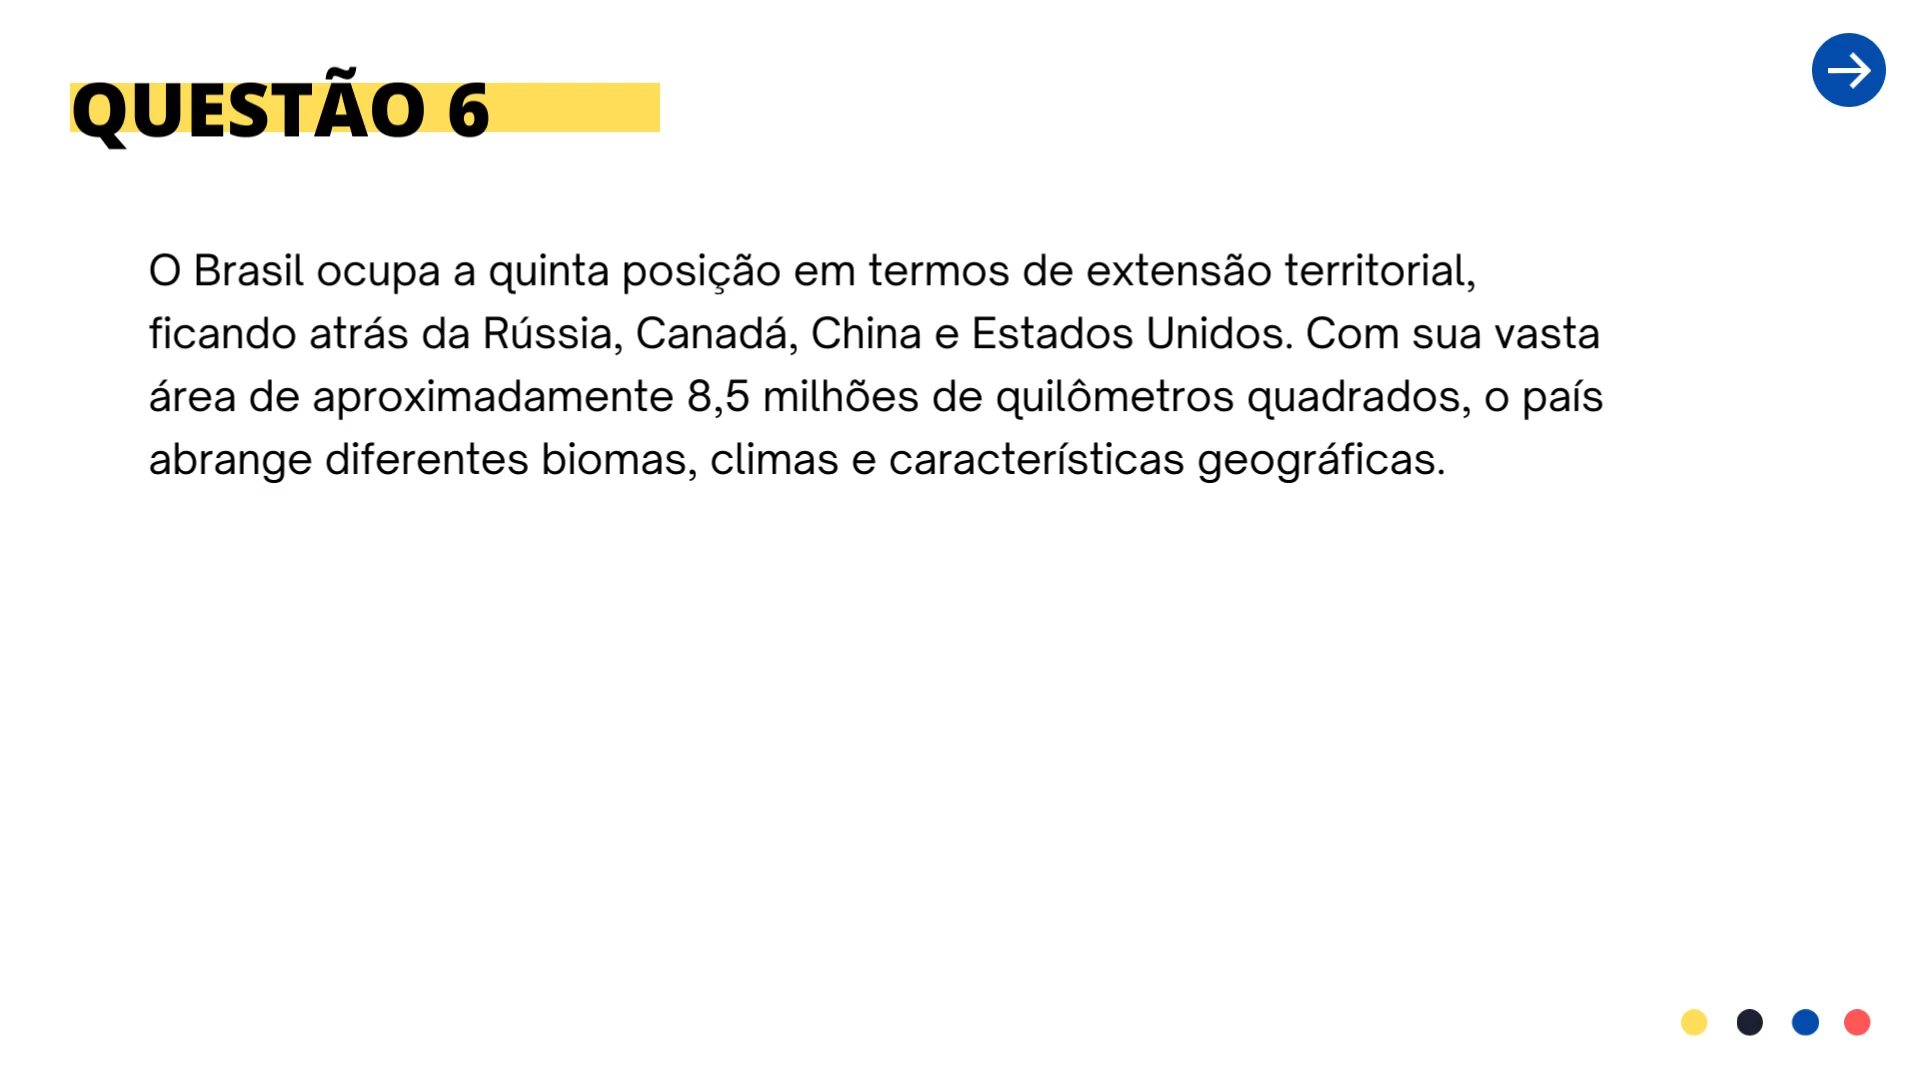 QUESTÃO 6
O Brasil ocupa a quinta posição em termos de extensão territorial,
ficando atrás da Rússia, Canadá, China e Estados Unidos. Com sua vasta
área de aproximadamente 8,5 milhões de quilômetros quadrados, o país
abrange diferentes biomas, climas e características geográficas.